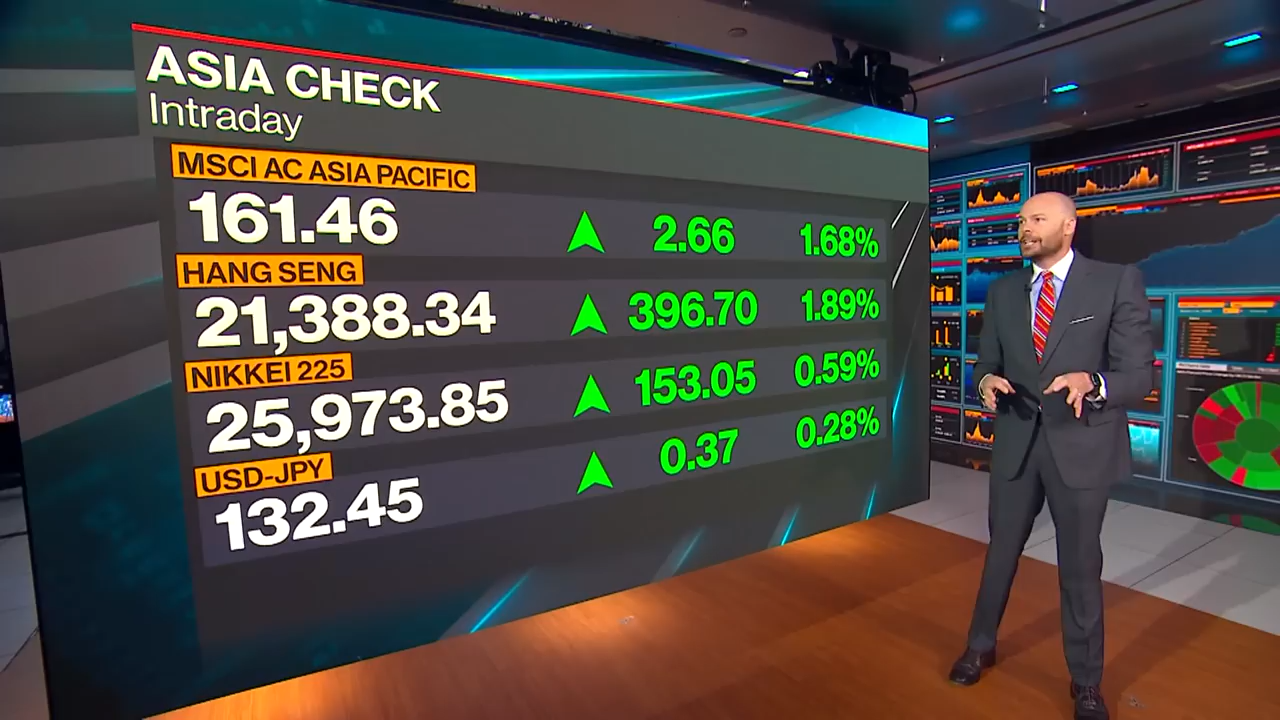 ASIA CHECK
Intraday
MSCI AC ASIA PACIFIC
161.46 2.66 1.68%
HANG SENG
21,388.34 396.70 1.89%
NIKKEI 225
25,973.85 153.05 0.59%
USD-JPY
132.45 0.37 0.28%